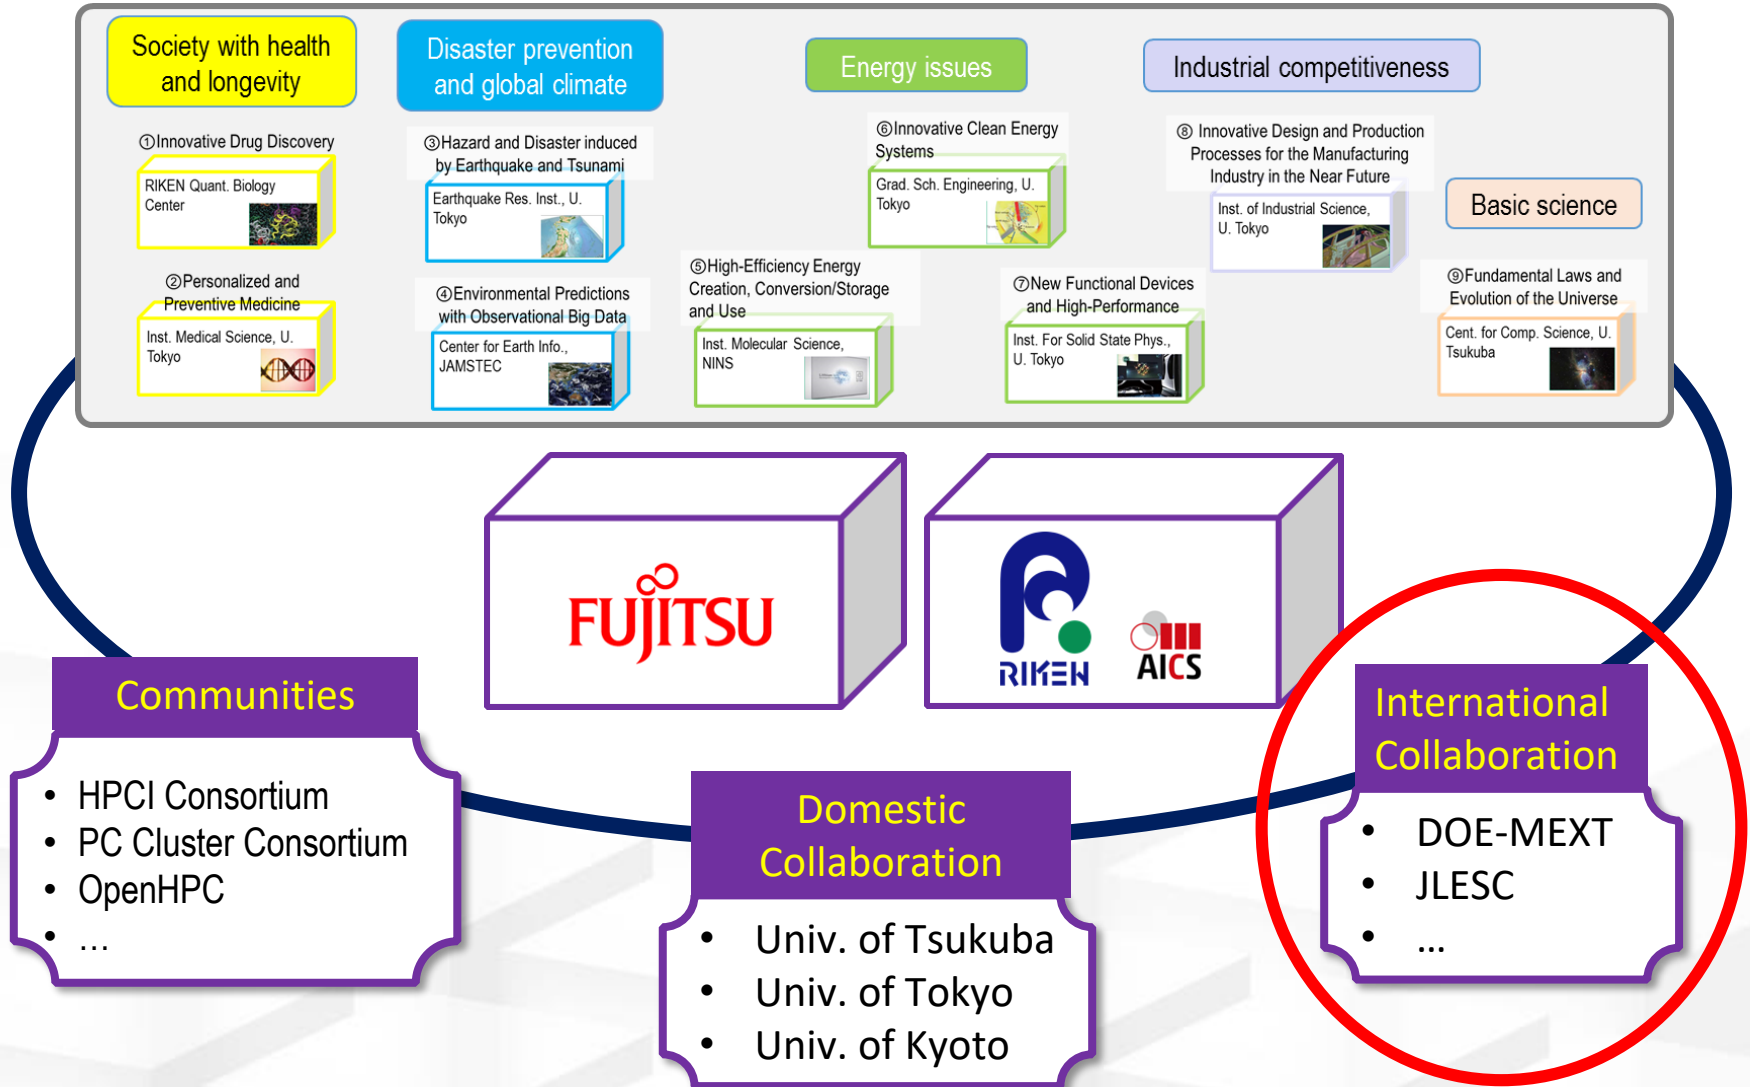 Society with health
and longevity
Disaster prevention
and global climate
Energy issues
Industrial competitiveness
Basic science
①Innovative Drug Discovery
RIKEN Quant. Biology
Center
②Personalized and
Preventive Medicine
Inst. Medical Science, U.
Tokyo
③Hazard and Disaster induced
by Earthquake and Tsunami
Earthquake Res. Inst., U.
Tokyo
④Environmental Predictions
with Observational Big Data
Center for Earth Info.,
JAMSTEC
⑤High-Efficiency Energy
Creation, Conversion/Storage
and Use
Inst. Molecular Science,
NINS
⑥Innovative Clean Energy
Systems
Grad. Sch. Engineering, U.
Tokyo
⑦New Functional Devices
and High-Performance
Inst. For Solid State Phys.,
U. Tokyo
⑧ Innovative Design and Production
Processes for the Manufacturing
Industry in the Near Future
Inst. of Industrial Science,
U. Tokyo
⑨Fundamental Laws and
Evolution of the Universe
Cent. for Comp. Science, U.
Tsukuba
FUJITSU
RIKEN
AICS
Communities
• HPCI Consortium
• PC Cluster Consortium
• OpenHPC
• ...
Domestic
Collaboration
• Univ. of Tsukuba
• Univ. of Tokyo
• Univ. of Kyoto
International
Collaboration
• DOE-MEXT
• JLESC
• ...